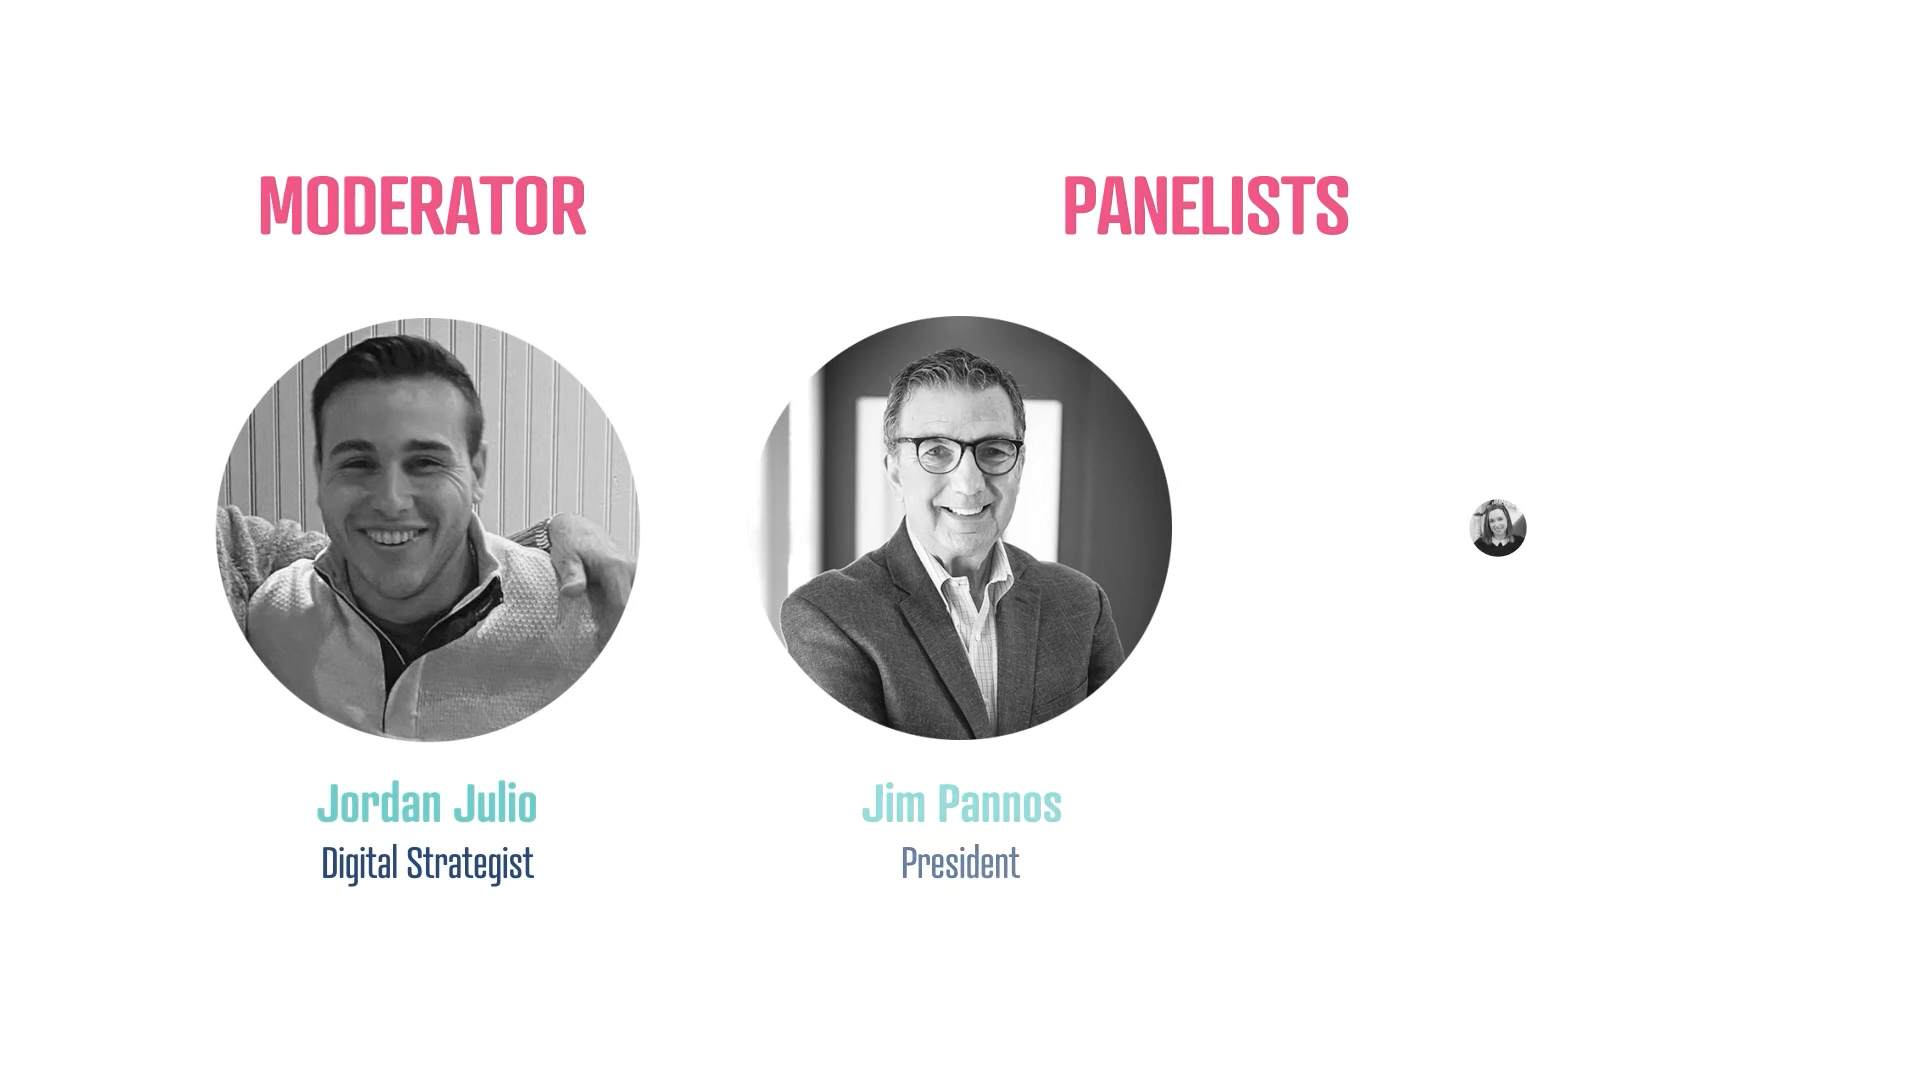 MODERATOR
PANELISTS
Jordan Julio
Digital Strategist
Jim Pannos
President